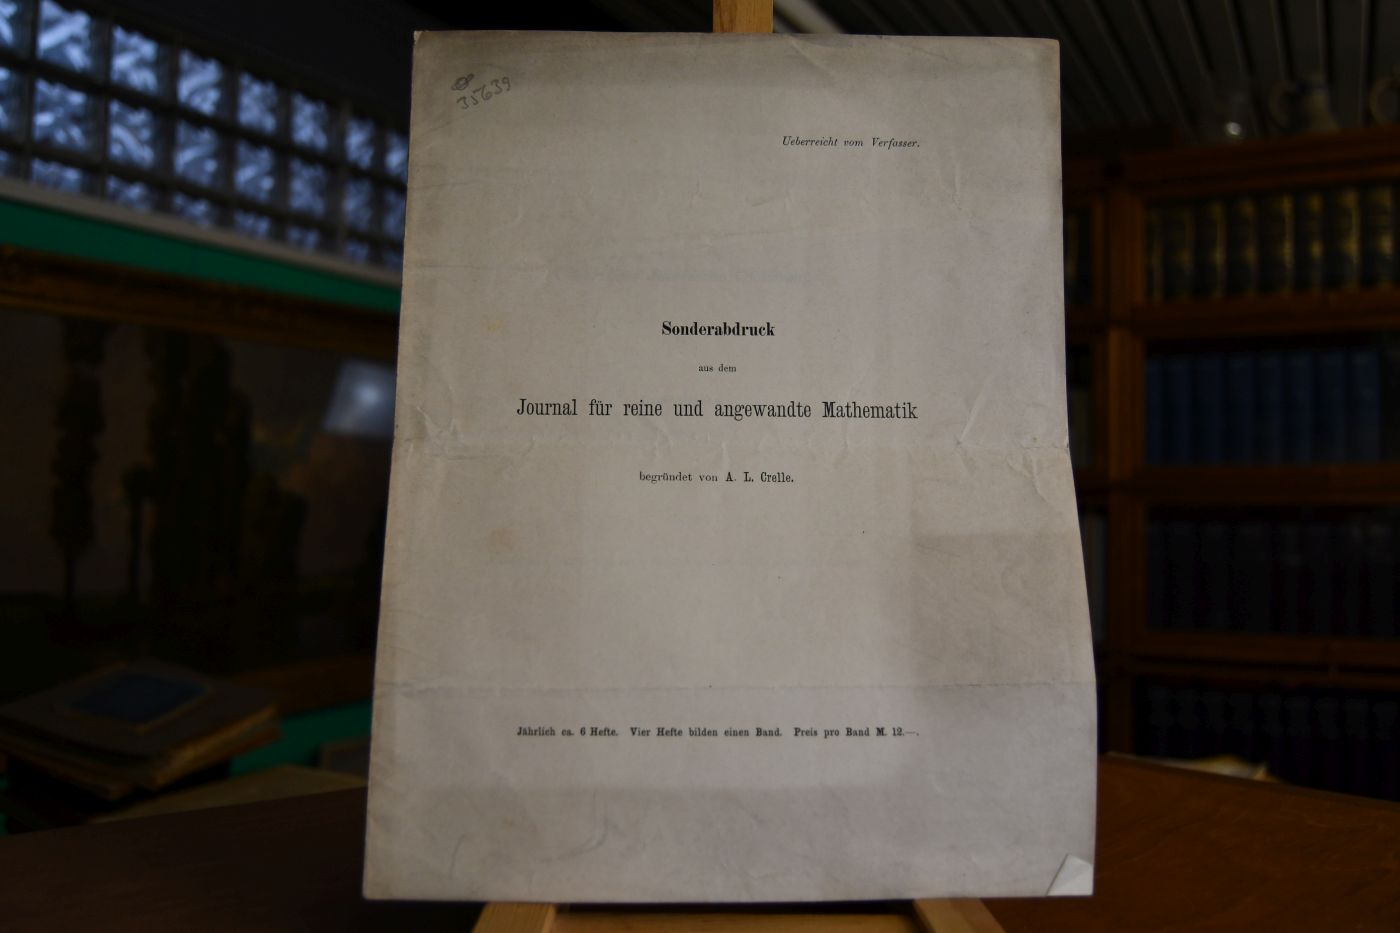 35639
Ueberreicht vom Verfasser.
Sonderabdruck
aus dem
Journal für reine und angewandte Mathematik
begründet von A. L. Crelle.
Jährlich ca. 6 Hefte. Vier Hefte bilden einen Band. Preis pro Band M. 12.—.